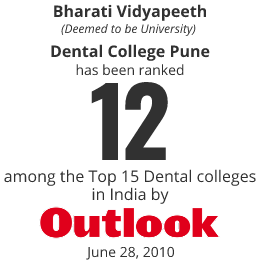 Bharati Vidyapeeth
(Deemed to be University)
Dental College Pune
has been ranked
12
among the Top 15 Dental colleges
in India by
Outlook
June 28, 2010